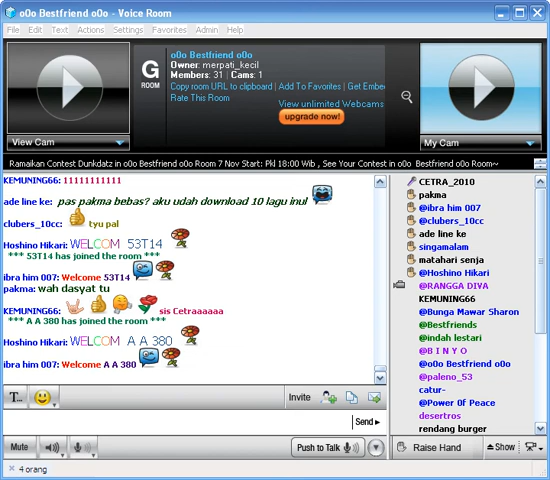 o0o Bestfriend o0o - Voice Room
File Edit Text Actions Settings Favorites Admin Help
G
ROOM
o0o Bestfriend o0o
Owner: merpati_kecil
Members: 31 | Cams: 1
Copy room URL to clipboard | Add To Favorites | Get Embe
Rate This Room
View unlimited Webcams
upgrade now!
View Cam
My Cam
Ramaikan Contest Dunkdatz in o0o Bestfriend o0o Room 7 Nov Start: Pkl 18:00 Wib , See Your Contest in o0o Bestfriend o0o Room~
KEMUNING66: 11111111111
ade line ke: pas pakma bebas? aku udah download 10 lagu inul
clubers_10cc: tyu pal
Hoshino Hikari: WELCOM 53T14
*** 53T14 has joined the room ***
ibra him 007: Welcome 53T14
pakma: wah dasyat tu
KEMUNING66: sis Cetraaaaaa
*** A A 380 has joined the room ***
Hoshino Hikari: WELCOM A A 380
ibra him 007: Welcome A A 380
CETRA_2010
pakma
@ibra him 007
@clubers_10cc
ade line ke
singamalam
matahari senja
@Hoshino Hikari
@RANGGA DIVA
KEMUNING66
@Bunga Mawar Sharon
@Bestfriends
@indah lestari
@B I N Y O
@o0o Bestfriend o0o
@paleno_53
catur-
@Power 0f Peace
desertros
rendang burger
T...
Invite
Send
Mute
Push to Talk
Raise Hand
Show
4 orang